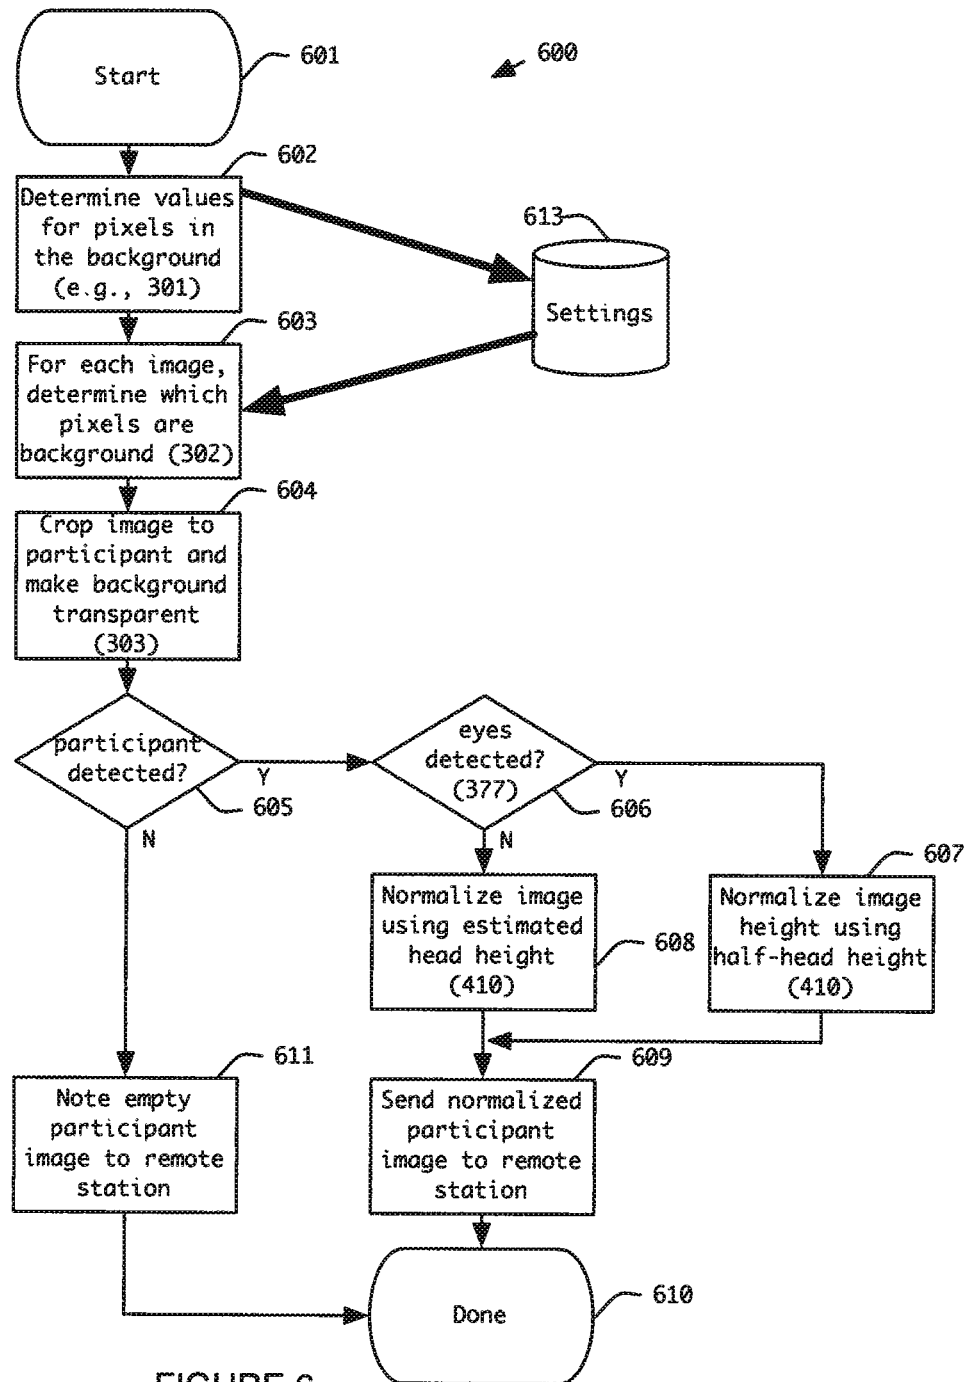 Start
601
600
602
Determine values
for pixels in
the background
(e.g., 301)
613
Settings
603
For each image,
determine which
pixels are
background (302)
604
Crop image to
participant and
make background
transparent
(303)
participant
detected?
Y
605
N
eyes
detected?
(377)
Y
606
N
607
Normalize image
using estimated
head height
(410)
608
Normalize image
height using
half-head height
(410)
611
Note empty
participant
image to remote
station
609
Send normalized
participant
image to remote
station
Done
610
FIGURE 6